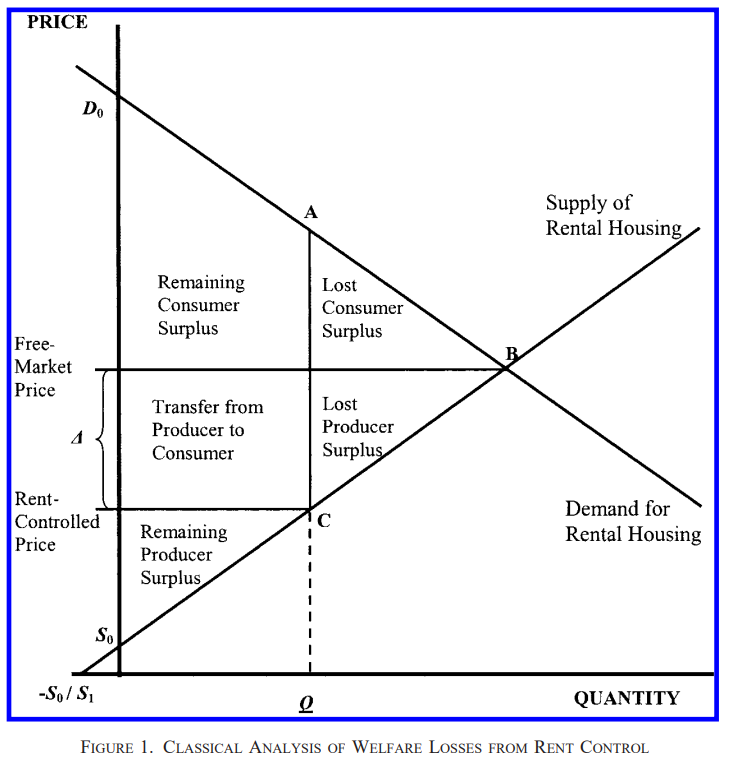 PRICE
D₀
A
Supply of
Rental Housing
Remaining
Consumer
Surplus
Lost
Consumer
Surplus
Free-
Market
Price
B
Δ
Transfer from
Producer to
Consumer
Lost
Producer
Surplus
Rent-
Controlled
Price
C
Demand for
Rental Housing
Remaining
Producer
Surplus
S₀
-S₀ / S₁
Q
QUANTITY
FIGURE 1. CLASSICAL ANALYSIS OF WELFARE LOSSES FROM RENT CONTROL